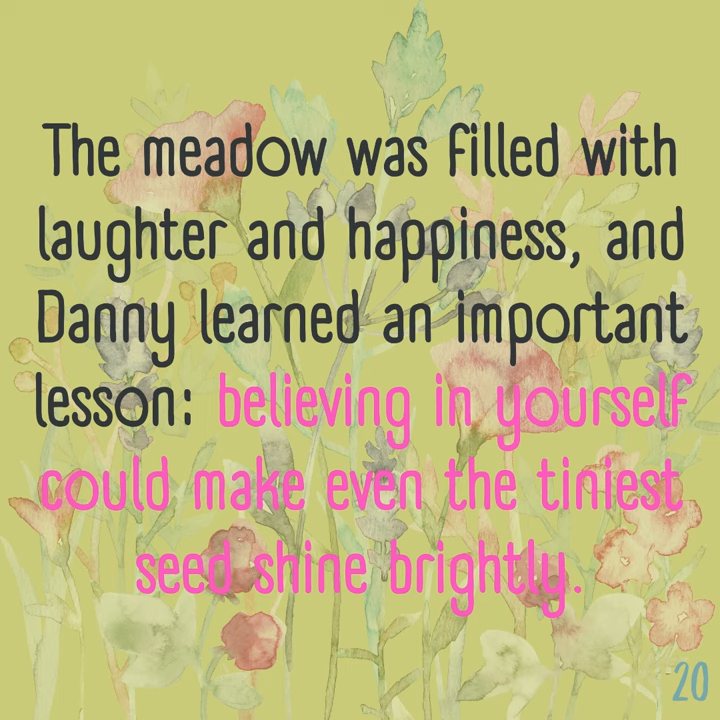 The meadow was filled with
laughter and happiness, and
Danny learned an important
lesson: believing in yourself
could make even the tiniest
seed shine brightly.
20